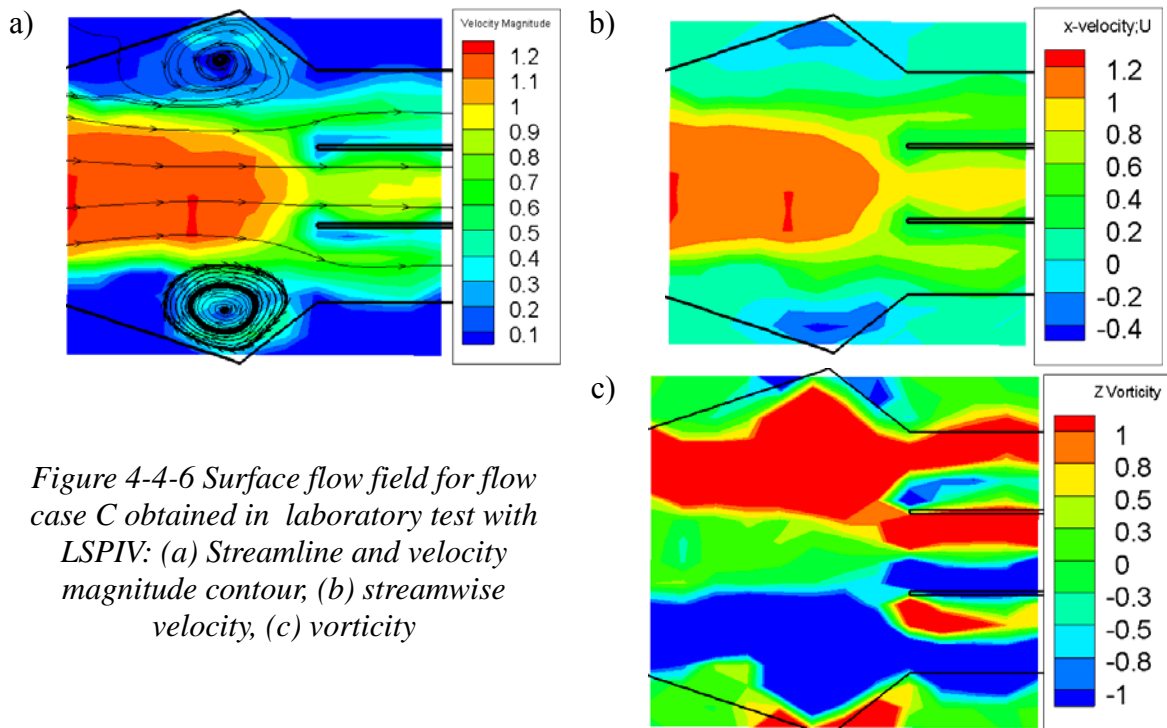 a)
Velocity Magnitude
1.2
1.1
1
0.9
0.8
0.7
0.6
0.5
0.4
0.3
0.2
0.1
b)
x-velocity;U
1.2
1
0.8
0.6
0.4
0.2
0
-0.2
-0.4
c)
Z Vorticity
1
0.8
0.5
0.3
0
-0.3
-0.5
-0.8
-1
Figure 4-4-6 Surface flow field for flow
case C obtained in laboratory test with
LSPIV: (a) Streamline and velocity
magnitude contour, (b) streamwise
velocity, (c) vorticity